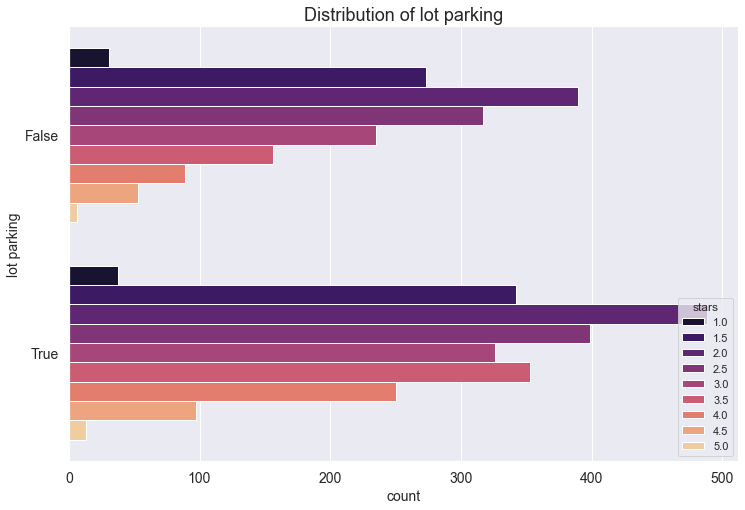 Distribution of lot parking
lot parking
False
True
stars
1.0
1.5
2.0
2.5
3.0
3.5
4.0
4.5
5.0
0 100 200 300 400 500
count